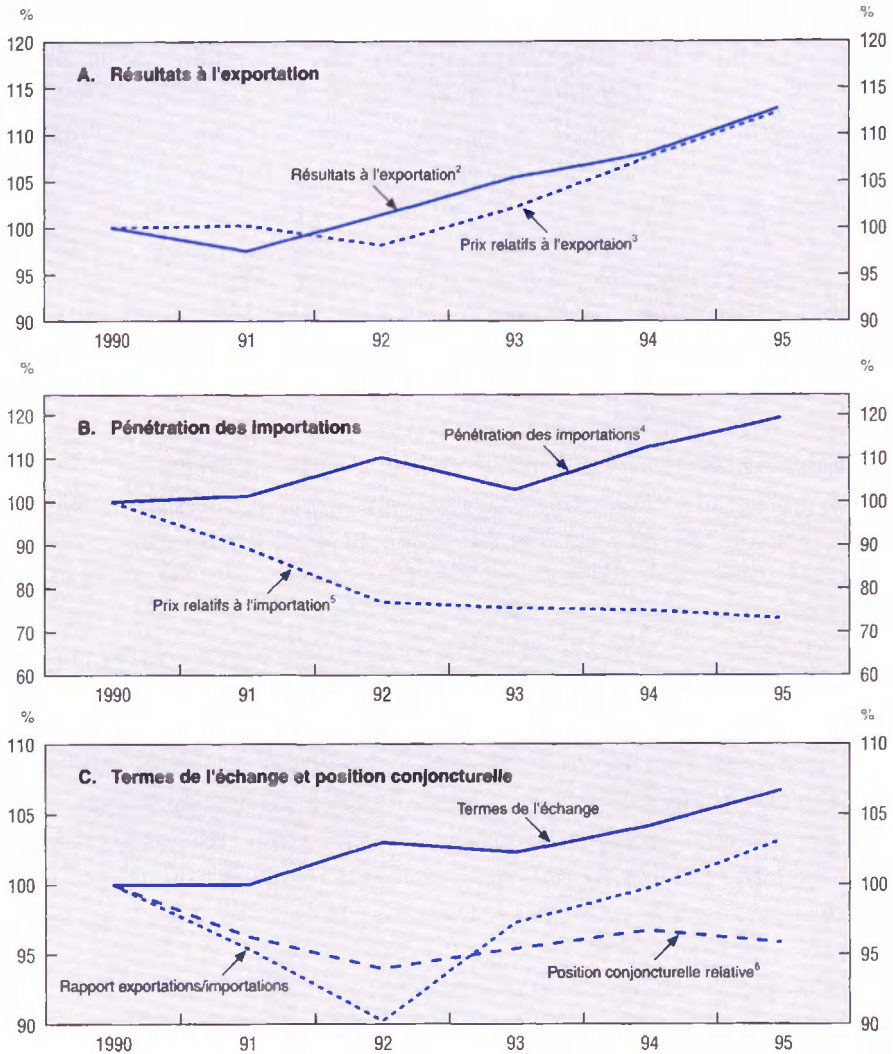 % %
120 120
A. Résultats à l'exportation
115 115
110 110
Résultats à l'exportation²
105 105
100 100
Prix relatifs à l'exportaion³
95 95
90 90
1990 91 92 93 94 95
% %
120 120
B. Pénétration des importations
Pénétration des importations⁴
110 110
100 100
90 90
80 80
Prix relatifs à l'importation⁵
70 70
60 60
1990 91 92 93 94 95
% %
110 110
C. Termes de l'échange et position conjoncturelle
Termes de l'échange
105 105
100 100
95 95
Rapport exportations/importations
Position conjoncturelle relative⁶
90 90
1990 91 92 93 94 95